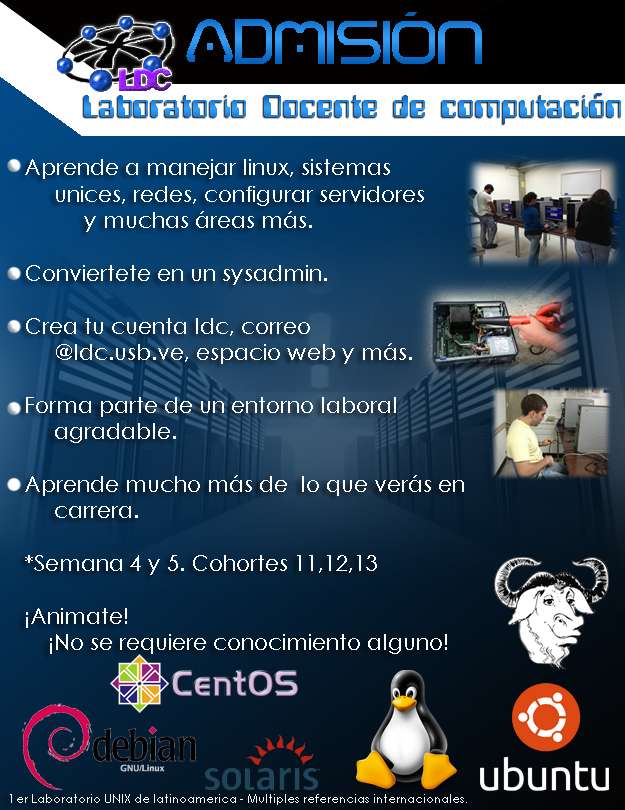 ADMISIÓN
LDC
Laboratorio Docente de computación
Aprende a manejar linux, sistemas
unices, redes, configurar servidores
y muchas áreas más.
Conviertete en un sysadmin.
Crea tu cuenta ldc, correo
@ldc.usb.ve, espacio web y más.
Forma parte de un entorno laboral
agradable.
Aprende mucho más de lo que verás en
carrera.
*Semana 4 y 5. Cohortes 11,12,13
¡Animate!
¡No se requiere conocimiento alguno!
CentOS
debian
GNU/Linux
solaris
ubuntu
1er Laboratorio UNIX de latinoamerica - Multiples referencias internacionales.